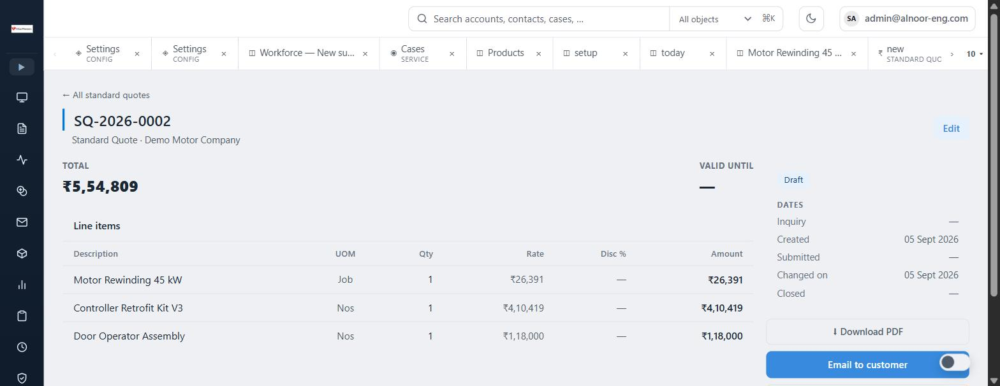 Search accounts, contacts, cases, ...
All objects
⌘K
SA
admin@alnoor-eng.com
Settings
CONFIG
Settings
CONFIG
Workforce — New su...
Cases
SERVICE
Products
setup
today
Motor Rewinding 45 ...
₹ new
STANDARD QUC
10
← All standard quotes
SQ-2026-0002
Standard Quote · Demo Motor Company
Edit
TOTAL
₹5,54,809
VALID UNTIL
—
Draft
DATES
Inquiry —
Created 05 Sept 2026
Submitted —
Changed on 05 Sept 2026
Closed —
Line items
Description UOM Qty Rate Disc % Amount
Motor Rewinding 45 kW Job 1 ₹26,391 — ₹26,391
Controller Retrofit Kit V3 Nos 1 ₹4,10,419 — ₹4,10,419
Door Operator Assembly Nos 1 ₹1,18,000 — ₹1,18,000
⬇ Download PDF
Email to customer